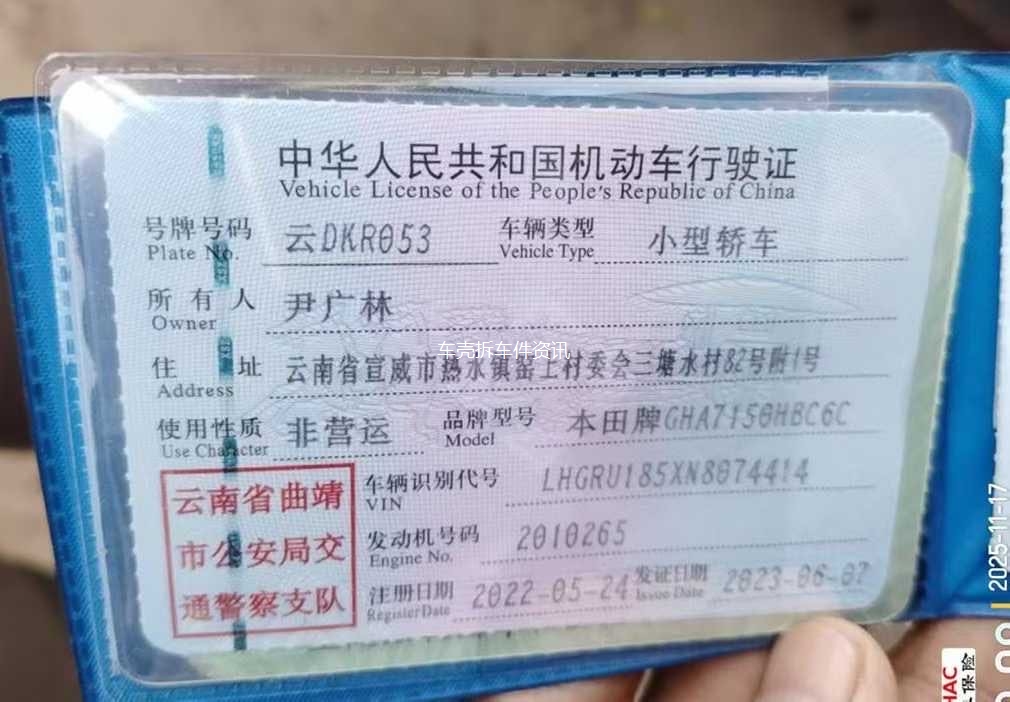 中华人民共和国机动车行驶证
Vehicle License of the People's Republic of China
号牌号码 云DKR053 车辆类型 小型轿车
Plate No. Vehicle Type
所有人 尹广林
Owner
车壳拆车件资讯
住址 云南省宣威市热水镇窑上村委会三塘水村82号附1号
Address
使用性质 非营运 品牌型号 本田牌GHA7150HBC6C
Use Character Model
云南省曲靖
市公安局交
通警察支队
车辆识别代号 LHGRU185XN8074414
VIN
发动机号码 2010265
Engine No.
注册日期 2022-05-24 发证日期 2023-06-07
Register Date Issue Date
2025-11-17